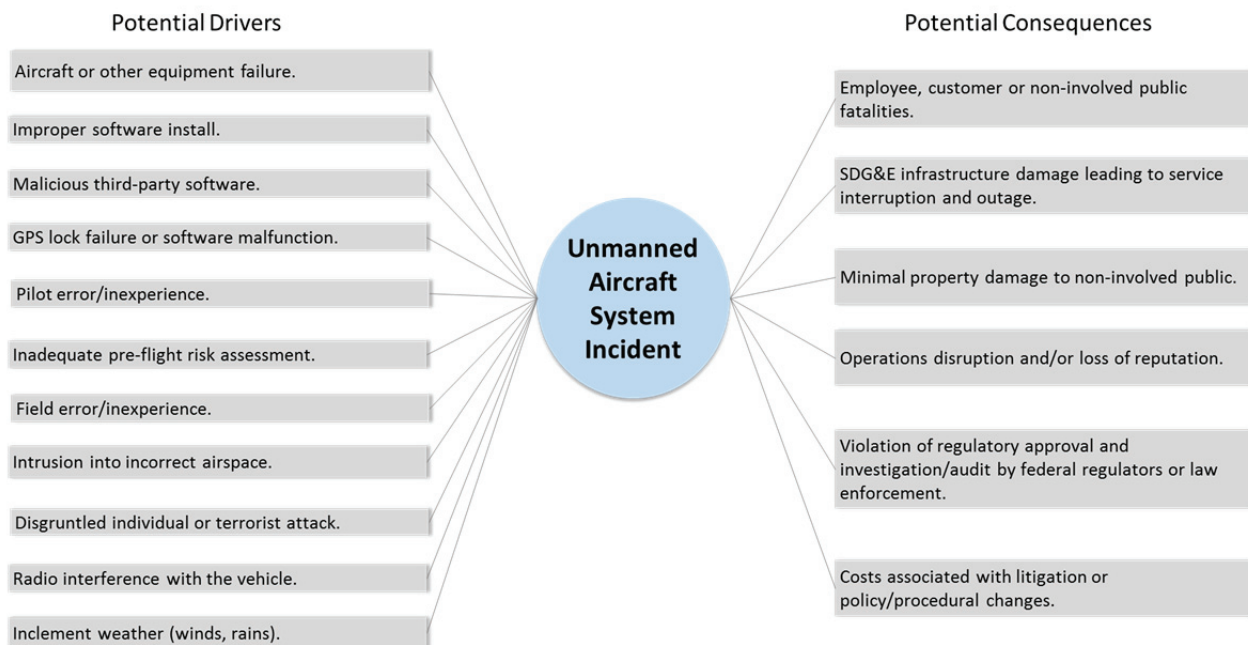 Potential Drivers
Aircraft or other equipment failure.
Improper software install.
Malicious third-party software.
GPS lock failure or software malfunction.
Pilot error/inexperience.
Inadequate pre-flight risk assessment.
Field error/inexperience.
Intrusion into incorrect airspace.
Disgruntled individual or terrorist attack.
Radio interference with the vehicle.
Inclement weather (winds, rains).
Unmanned
Aircraft
System
Incident
Potential Consequences
Employee, customer or non-involved public
fatalities.
SDG&E infrastructure damage leading to service
interruption and outage.
Minimal property damage to non-involved public.
Operations disruption and/or loss of reputation.
Violation of regulatory approval and
investigation/audit by federal regulators or law
enforcement.
Costs associated with litigation or
policy/procedural changes.